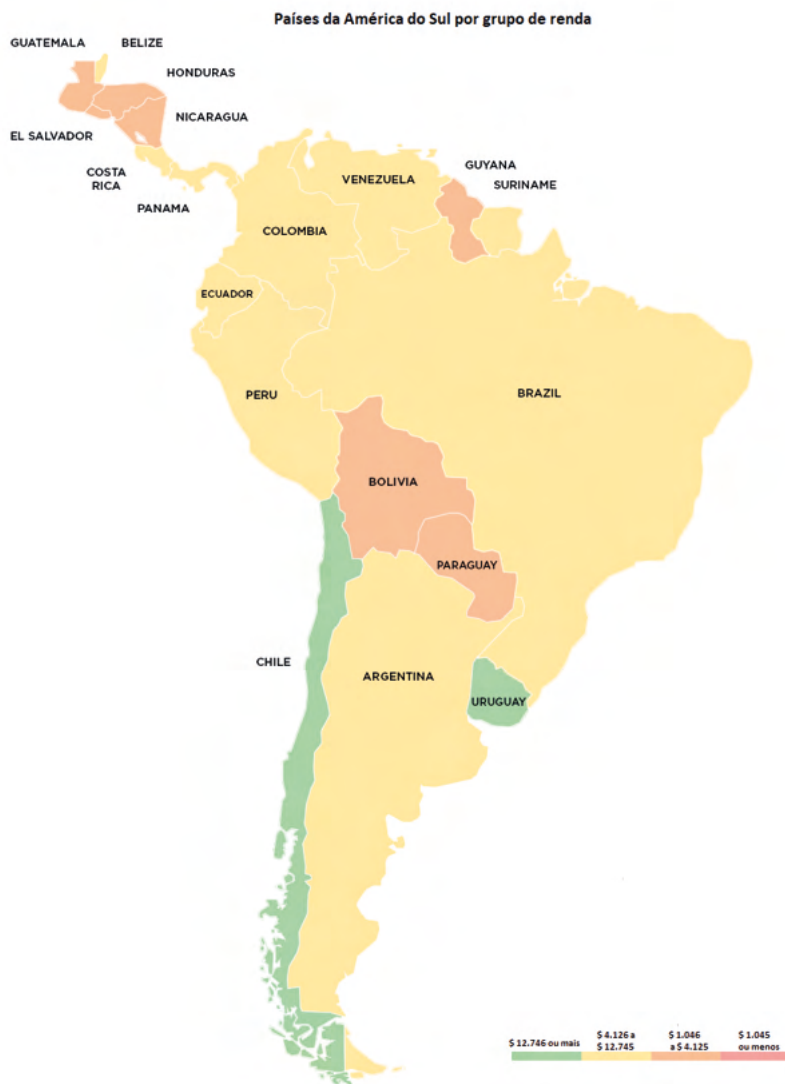 Países da América do Sul por grupo de renda
GUATEMALA
BELIZE
HONDURAS
NICARAGUA
EL SALVADOR
COSTA
RICA
PANAMA
VENEZUELA
GUYANA
SURINAME
COLOMBIA
ECUADOR
PERU
BRAZIL
BOLIVIA
PARAGUAY
CHILE
ARGENTINA
URUGUAY
$ 12.746 ou mais
$ 4.126 a
$ 12.745
$ 1.046
a $ 4.125
$ 1.045
ou menos